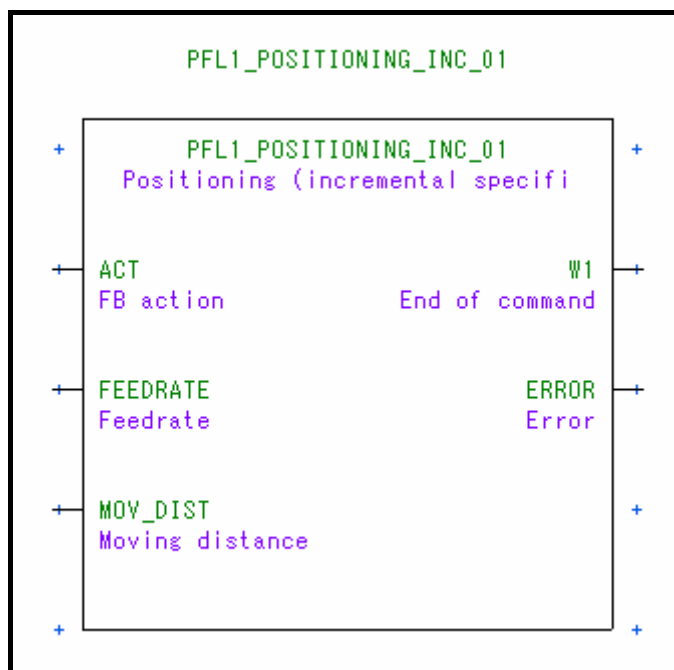 PFL1_POSITIONING_INC_01
PFL1_POSITIONING_INC_01
Positioning (incremental specifi
ACT
FB action
W1
End of command
FEEDRATE
Feedrate
ERROR
Error
MOV_DIST
Moving distance